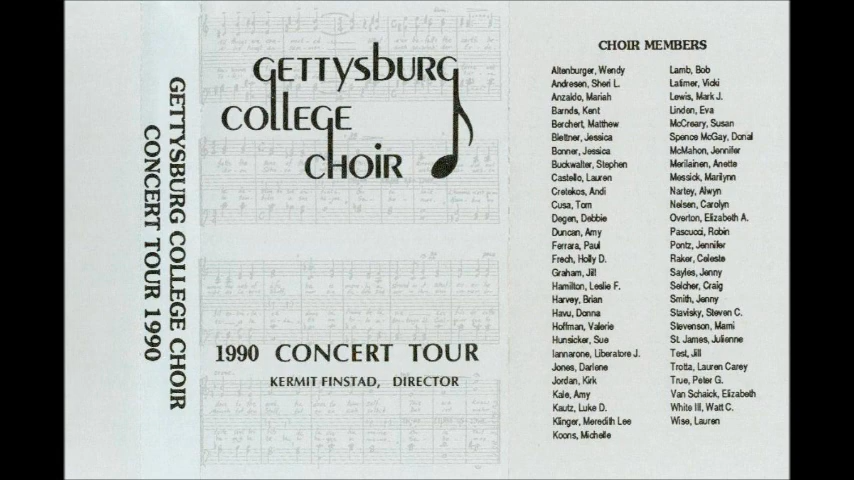 GETTYSBURG COLLEGE CHOIR
CONCERT TOUR 1990
GETTYSBURG
COLLEGE
CHOIR
1990 CONCERT TOUR
KERMIT FINSTAD, DIRECTOR
CHOIR MEMBERS
Altenburger, Wendy
Andresen, Sheri L.
Anzaldo, Mariah
Barnds, Kent
Berchert, Matthew
Blettner, Jessica
Bonner, Jessica
Buckwalter, Stephen
Castello, Lauren
Cretekos, Andi
Cusa, Tom
Degen, Debbie
Duncan, Amy
Ferrara, Paul
Frech, Holly D.
Graham, Jill
Hamilton, Leslie F.
Harvey, Brian
Havu, Donna
Hoffman, Valerie
Hunsicker, Sue
Iannarone, Liberatore J.
Jones, Darlene
Jordan, Kirk
Kale, Amy
Kautz, Luke D.
Klinger, Meredith Lee
Koons, Michelle
Lamb, Bob
Latimer, Vicki
Lewis, Mark J.
Linden, Eva
McCreary, Susan
Spence McGay, Donal
McMahon, Jennifer
Merilainen, Anette
Messick, Marilynn
Nartey, Alwyn
Neisen, Carolyn
Overton, Elizabeth A.
Pascucci, Robin
Pontz, Jennifer
Raker, Celeste
Sayles, Jenny
Selcher, Craig
Smith, Jenny
Stavisky, Steven C.
Stevenson, Mami
St. James, Julienne
Test, Jill
Trotta, Lauren Carey
True, Peter G.
Van Schaick, Elizabeth
White III, Watt C.
Wise, Lauren